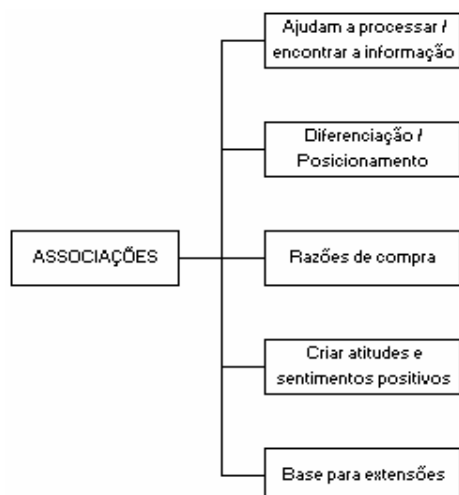 Ajudam a processar /
encontrar a informação
Diferenciação /
Posicionamento
ASSOCIAÇÕES
Razões de compra
Criar atitudes e
sentimentos positivos
Base para extensões